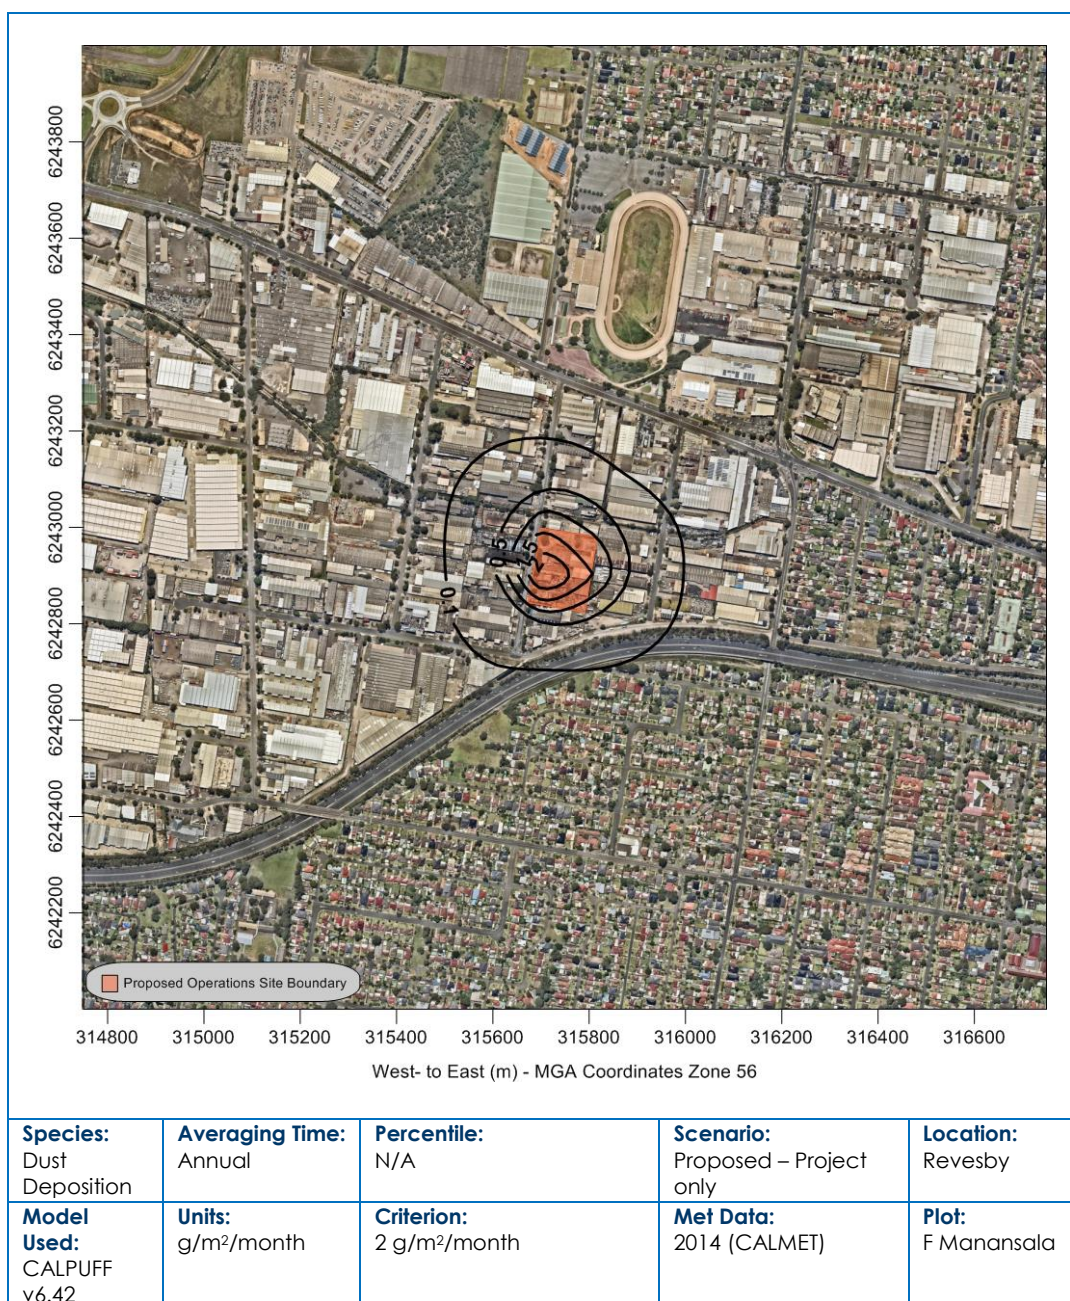 6243800
6243600
6243400
6243200
6243000
6242800
6242600
6242400
6242200
0.5
2
0.1
Proposed Operations Site Boundary
314800 315000 315200 315400 315600 315800 316000 316200 316400 316600
West- to East (m) - MGA Coordinates Zone 56
Species:
Dust
Deposition
Averaging Time:
Annual
Percentile:
N/A
Scenario:
Proposed – Project
only
Location:
Revesby
Model
Used:
CALPUFF
v6.42
Units:
g/m²/month
Criterion:
2 g/m²/month
Met Data:
2014 (CALMET)
Plot:
F Manansala